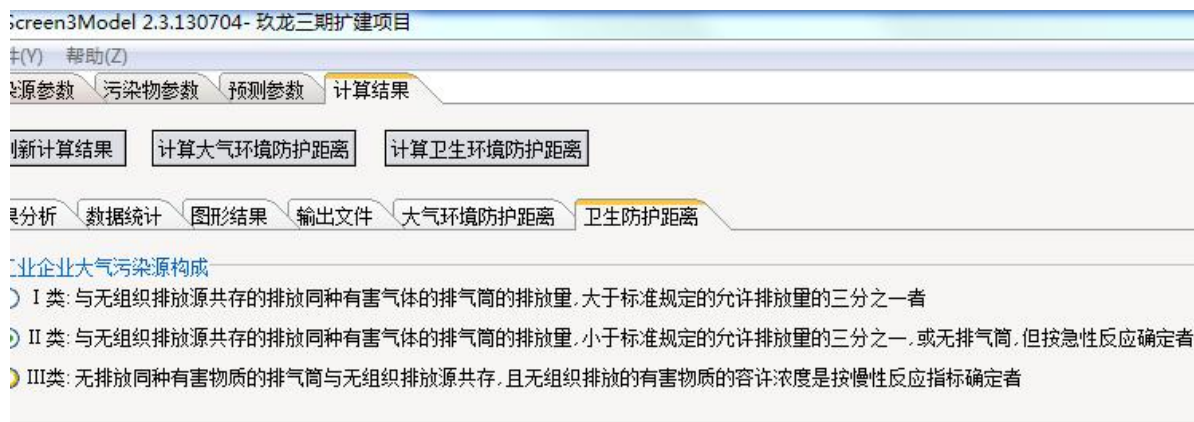 Screen3Model 2.3.130704- 玖龙三期扩建项目
件(Y) 帮助(Z)
染源参数 污染物参数 预测参数 计算结果
刷新计算结果 计算大气环境防护距离 计算卫生环境防护距离
果分析 数据统计 图形结果 输出文件 大气环境防护距离 卫生防护距离
工业企业大气污染源构成
I 类: 与无组织排放源共存的排放同种有害气体的排气筒的排放量,大于标准规定的允许排放量的三分之一者
II 类: 与无组织排放源共存的排放同种有害气体的排气筒的排放量,小于标准规定的允许排放量的三分之一,或无排气筒,但按急性反应确定者
III类: 无排放同种有害物质的排气筒与无组织排放源共存,且无组织排放的有害物质的容许浓度是按慢性反应指标确定者